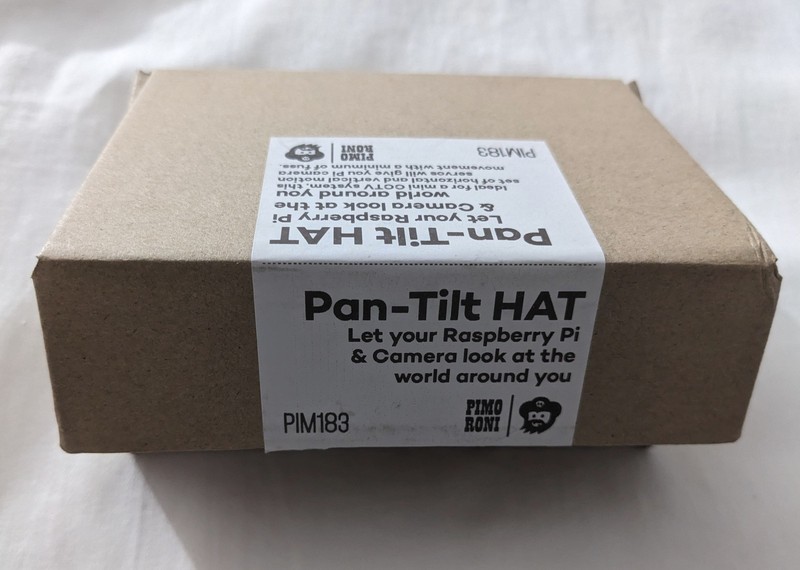 PIM183
PIMO
RONI
Pan-Tilt HAT
Let your Raspberry Pi
& Camera look at the
world around you
Ideal for a mini CCTV system, this
set of horizontal and vertical motion
servos will give you Pi camera
movement with a minimum of fuss.
PIMO
RONI
PIM183
Pan-Tilt HAT
Let your Raspberry Pi
& Camera look at the
world around you